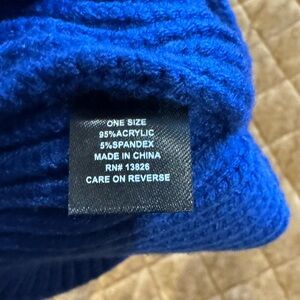 ONE SIZE
95%ACRYLIC
5%SPANDEX
MADE IN CHINA
RN# 13826
CARE ON REVERSE